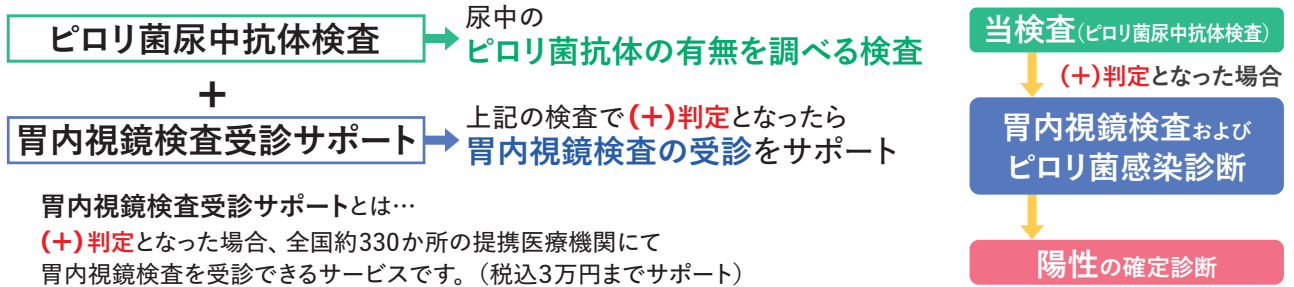 ピロリ菌尿中抗体検査
尿中の
ピロリ菌抗体の有無を調べる検査
+
胃内視鏡検査受診サポート
上記の検査で(+)判定となったら
胃内視鏡検査の受診をサポート
胃内視鏡検査受診サポートとは…
(+)判定となった場合、全国約330か所の提携医療機関にて
胃内視鏡検査を受診できるサービスです。(税込3万円までサポート)
当検査(ピロリ菌尿中抗体検査)
(+)判定となった場合
胃内視鏡検査および
ピロリ菌感染診断
陽性の確定診断